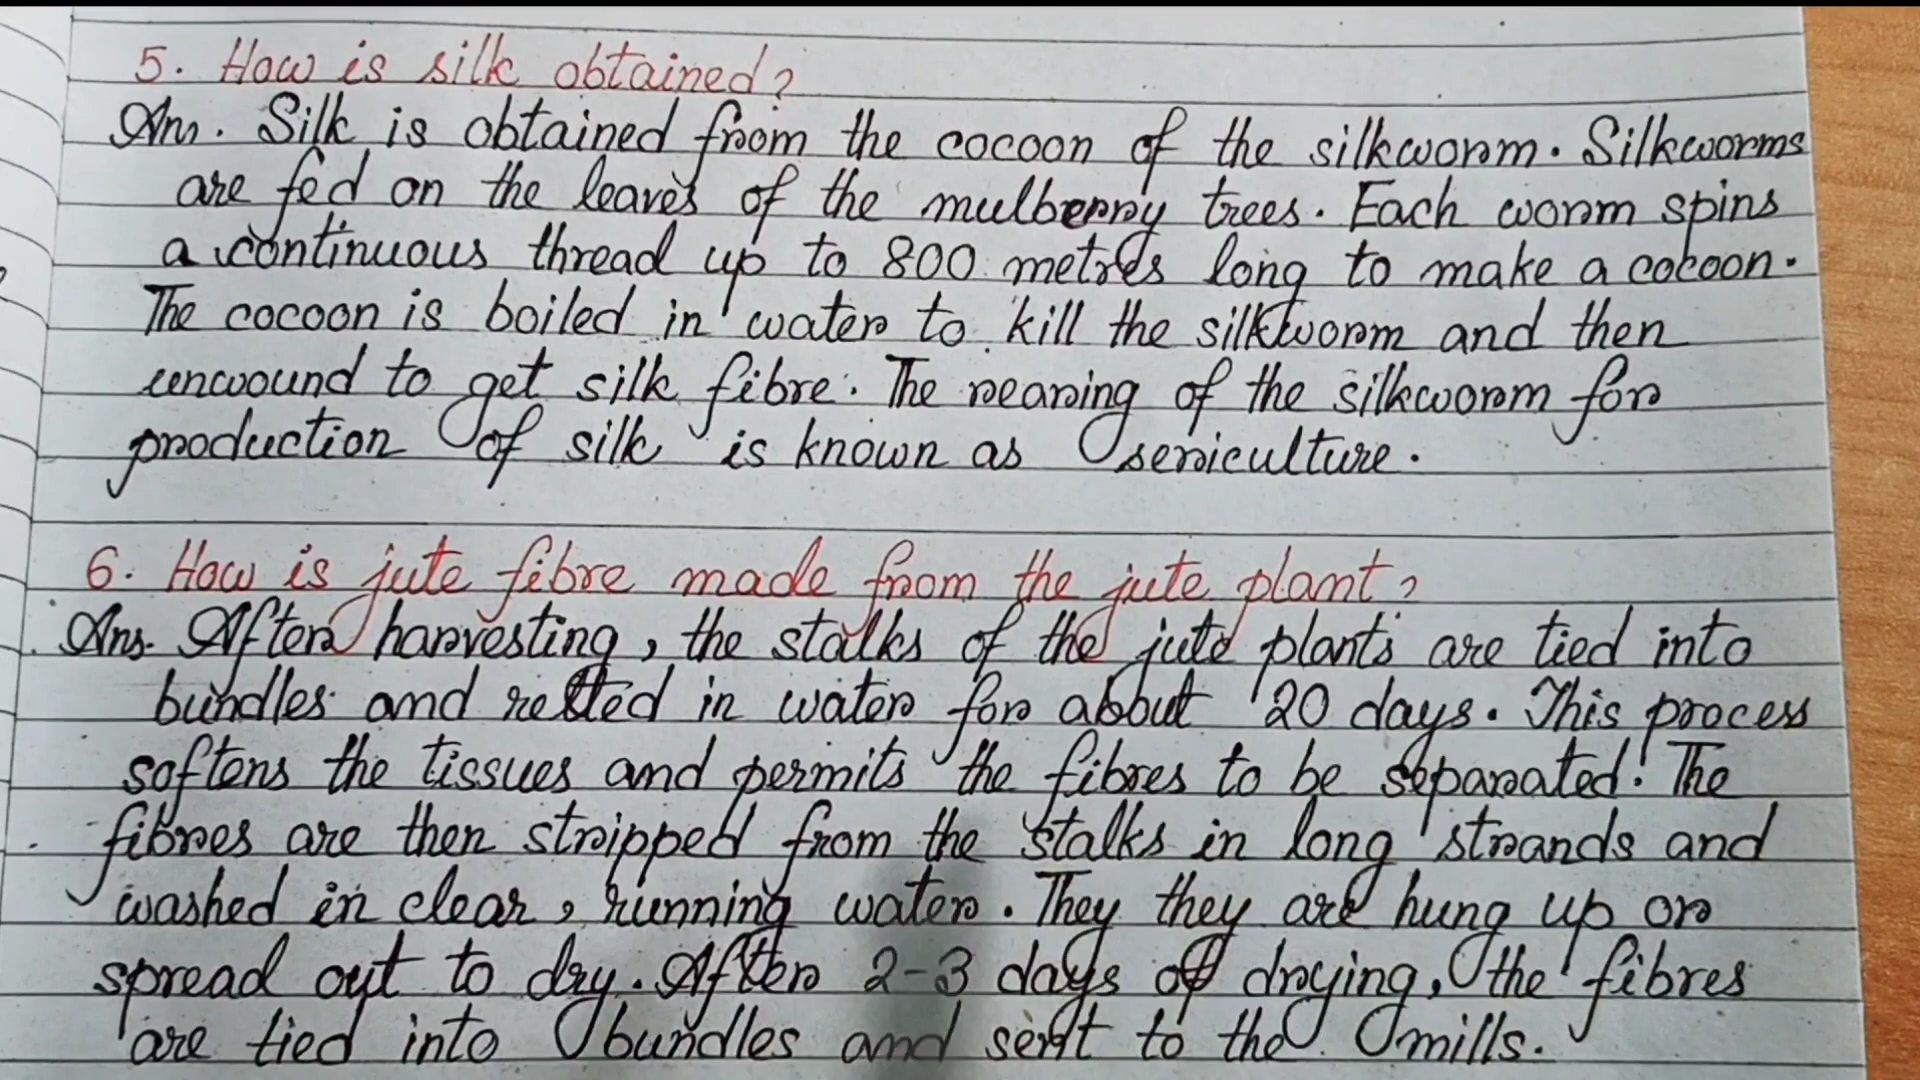 5. How is silk obtained?
Ans. Silk is obtained from the cocoon of the silkworm. Silkworms
are fed on the leaves of the mulberry trees. Each worm spins
a continuous thread up to 800 metres long to make a cocoon.
The cocoon is boiled in water to kill the silkworm and then
unwound to get silk fibre. The rearing of the silkworm for
production of silk is known as sericulture.
6. How is jute fibre made from the jute plant?
Ans. After harvesting, the stalks of the jute plants are tied into
bundles and retted in water for about 20 days. This process
softens the tissues and permits the fibres to be separated. The
fibres are then stripped from the stalks in long strands and
washed in clear, running water. They they are hung up or
spread out to dry. After 2-3 days of drying, the fibres
are tied into bundles and sent to the mills.